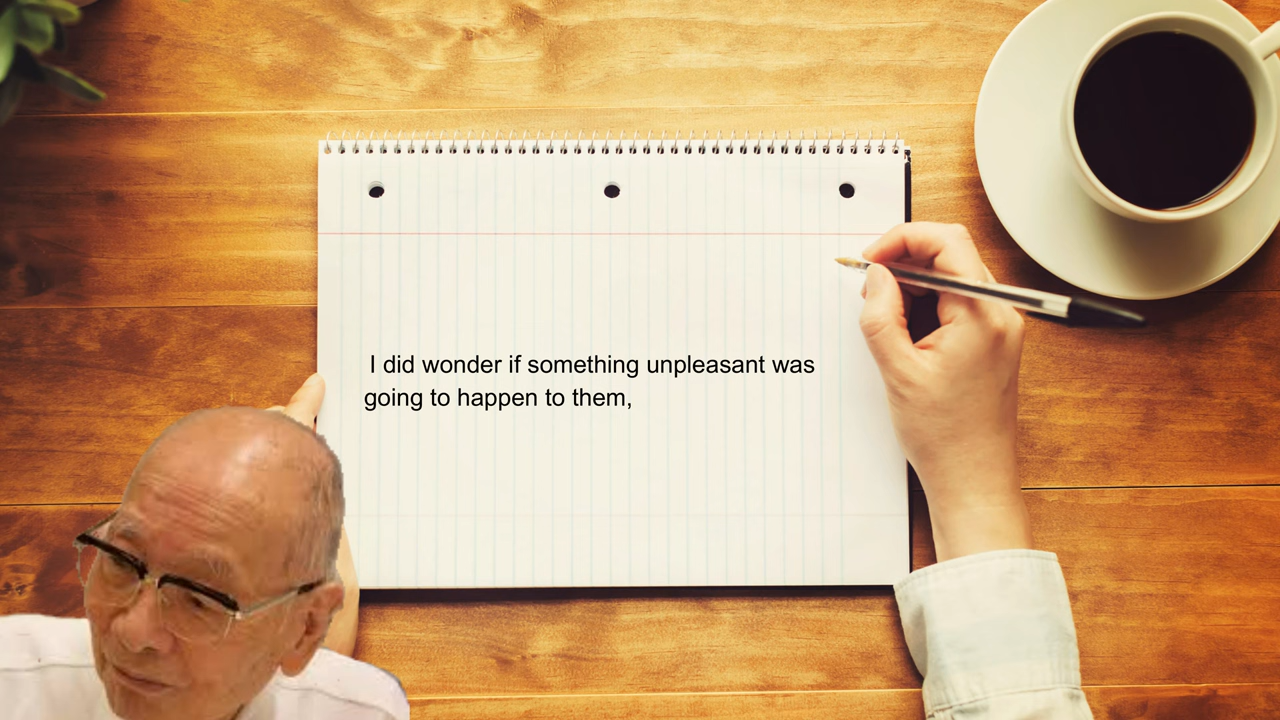 I did wonder if something unpleasant was
going to happen to them,